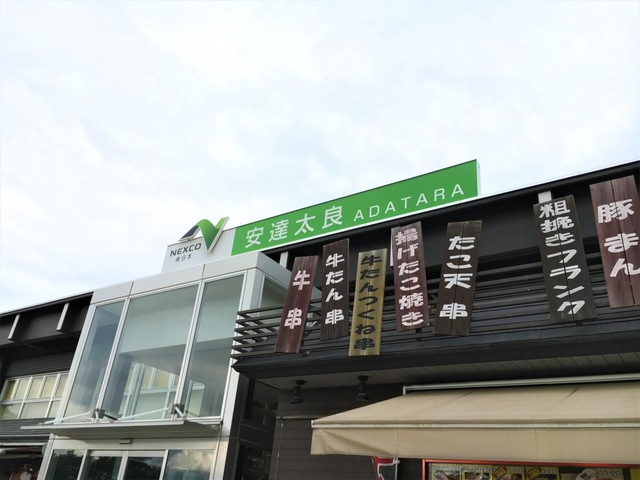 NEXCO
東日本
安達太良 ADATARA
牛串
牛たん串
牛たんつくね串
揚げたこ焼き
たこ天串
粗挽きフランク
豚まん